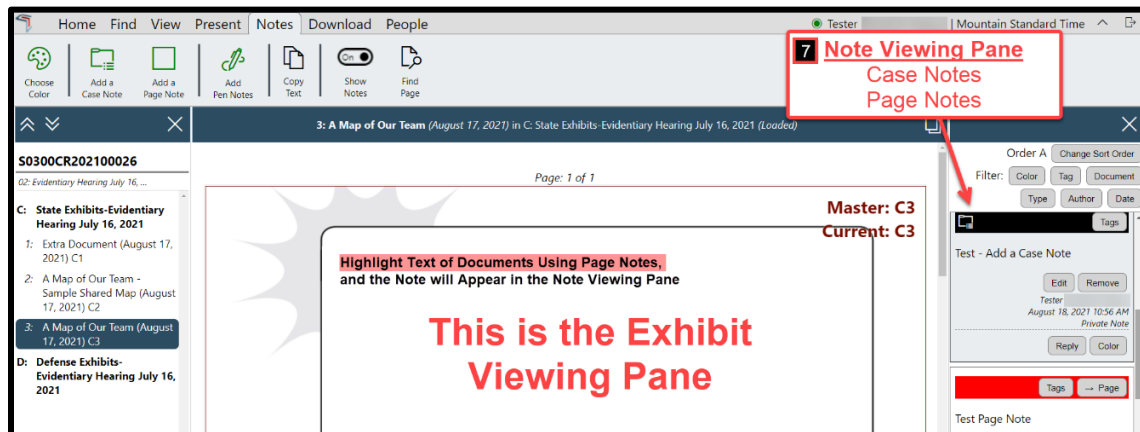 Home Find View Present Notes Download People
Tester | Mountain Standard Time
Choose Color
Add a Case Note
Add a Page Note
Add Pen Notes
Copy Text
On
Show Notes
Find Page
7 Note Viewing Pane
Case Notes
Page Notes
3: A Map of Our Team (August 17, 2021) in C: State Exhibits-Evidentiary Hearing July 16, 2021 (Loaded)
S0300CR202100026
02: Evidentiary Hearing July 16, ...
C: State Exhibits-Evidentiary
Hearing July 16, 2021
1: Extra Document (August 17,
2021) C1
2: A Map of Our Team -
Sample Shared Map (August
17, 2021) C2
3: A Map of Our Team (August
17, 2021) C3
D: Defense Exhibits-
Evidentiary Hearing July 16,
2021
Page: 1 of 1
Master: C3
Current: C3
Highlight Text of Documents Using Page Notes,
and the Note will Appear in the Note Viewing Pane
This is the Exhibit
Viewing Pane
Order A Change Sort Order
Filter: Color Tag Document
Type Author Date
Tags
Test - Add a Case Note
Edit Remove
Tester
August 18, 2021 10:56 AM
Private Note
Reply Color
Tags → Page
Test Page Note